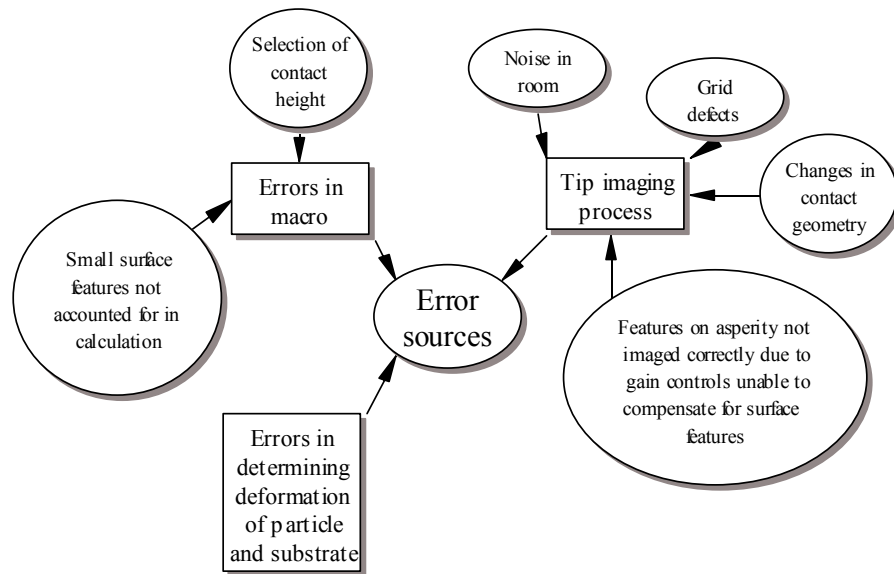 Selection of
contact
height
Noise in
room
Grid
defects
Errors in
macro
Tip imaging
process
Changes in
contact
geometry
Small surface
features not
accounted for in
calculation
Error
sources
Features on asperity not
imaged correctly due to
gain controls unable to
compensate for surface
features
Errors in
determining
deformation
of particle
and substrate